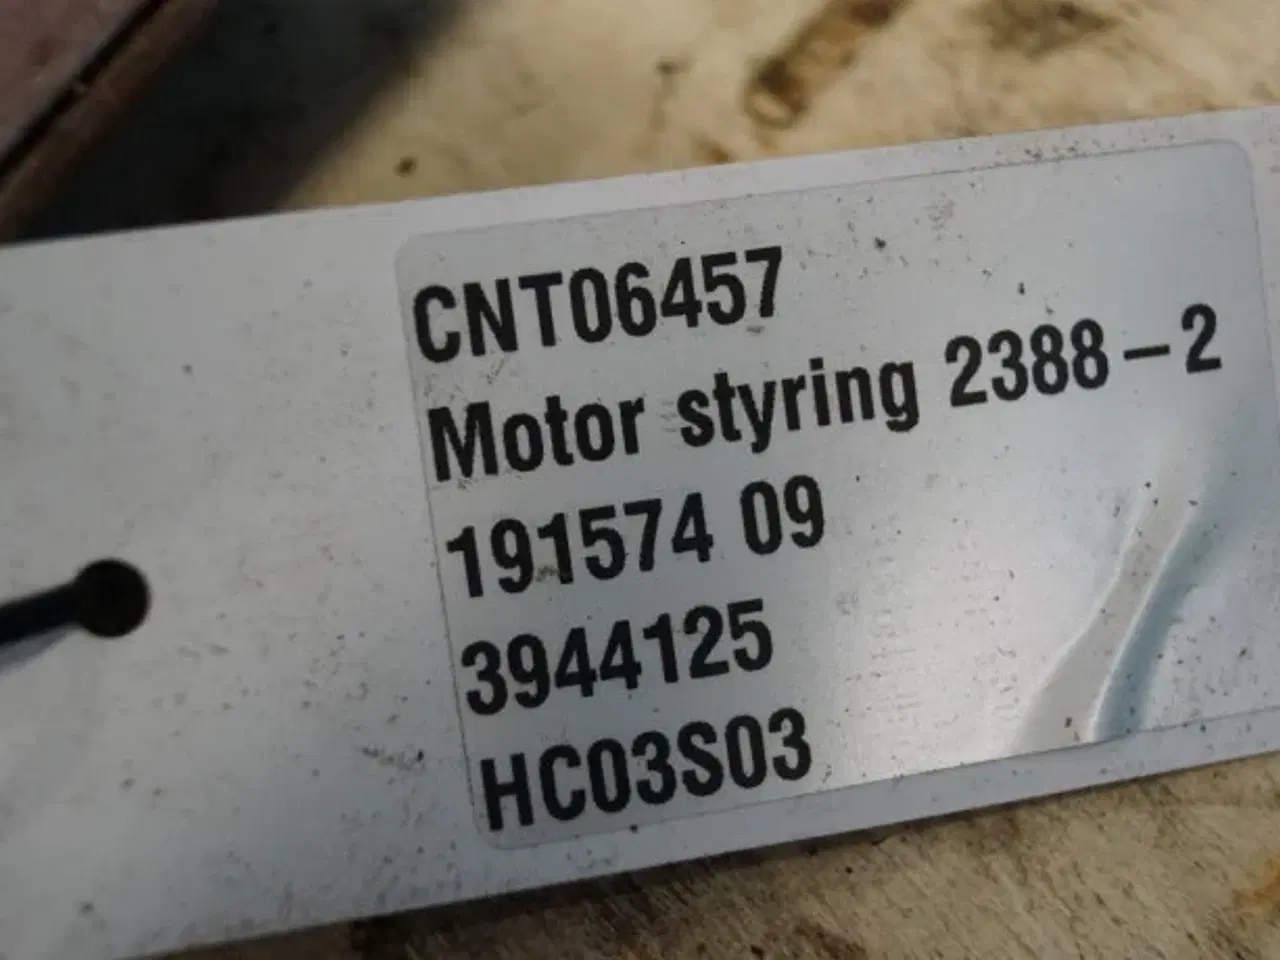 CNT06457
Motor styring 2388-2
191574 09
3944125
HC03S03